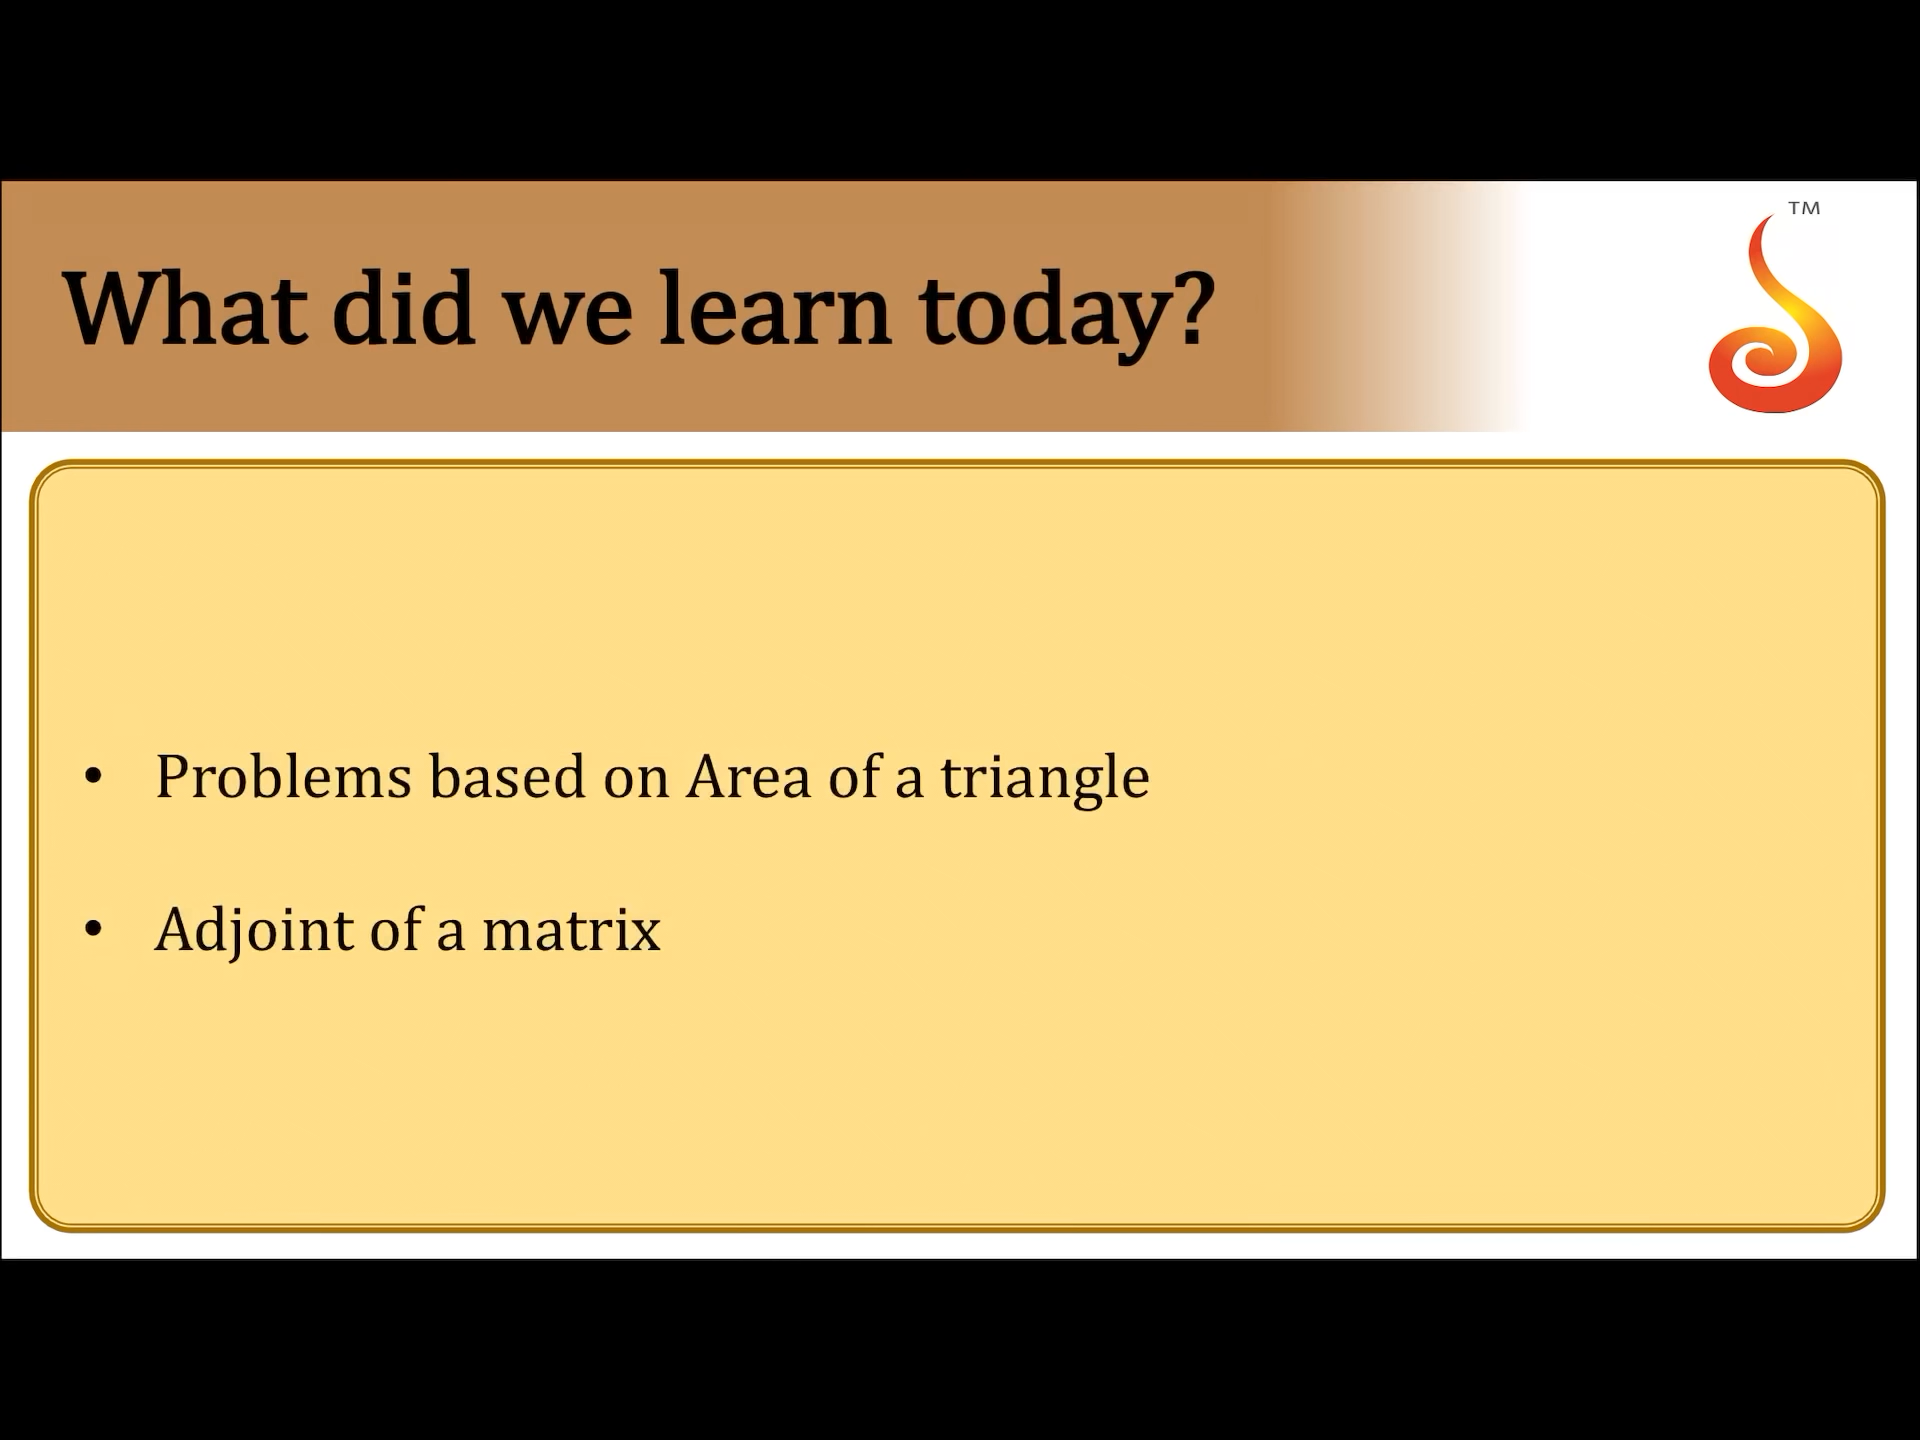 TM
What did we learn today?
• Problems based on Area of a triangle
• Adjoint of a matrix